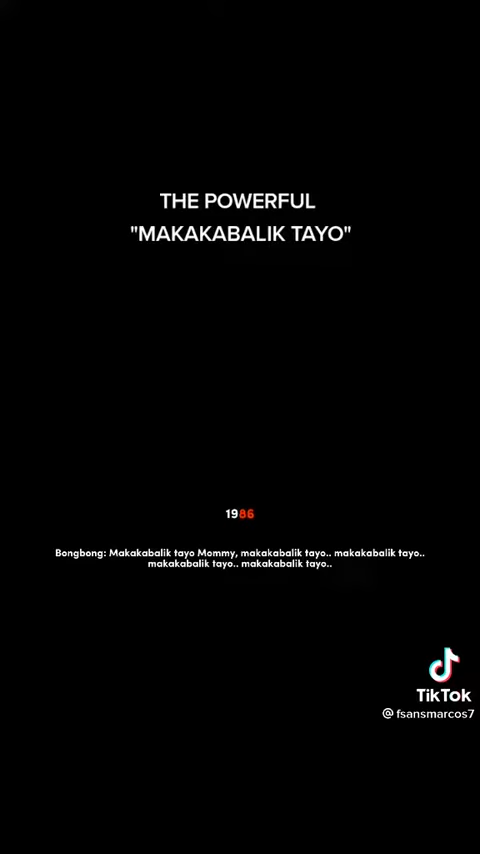 THE POWERFUL
"MAKAKABALIK TAYO"
1986
Bongbong: Makakabalik tayo Mommy, makakabalik tayo.. makakabalik tayo..
makakabalik tayo.. makakabalik tayo..
TikTok
@ fsansmarcos7